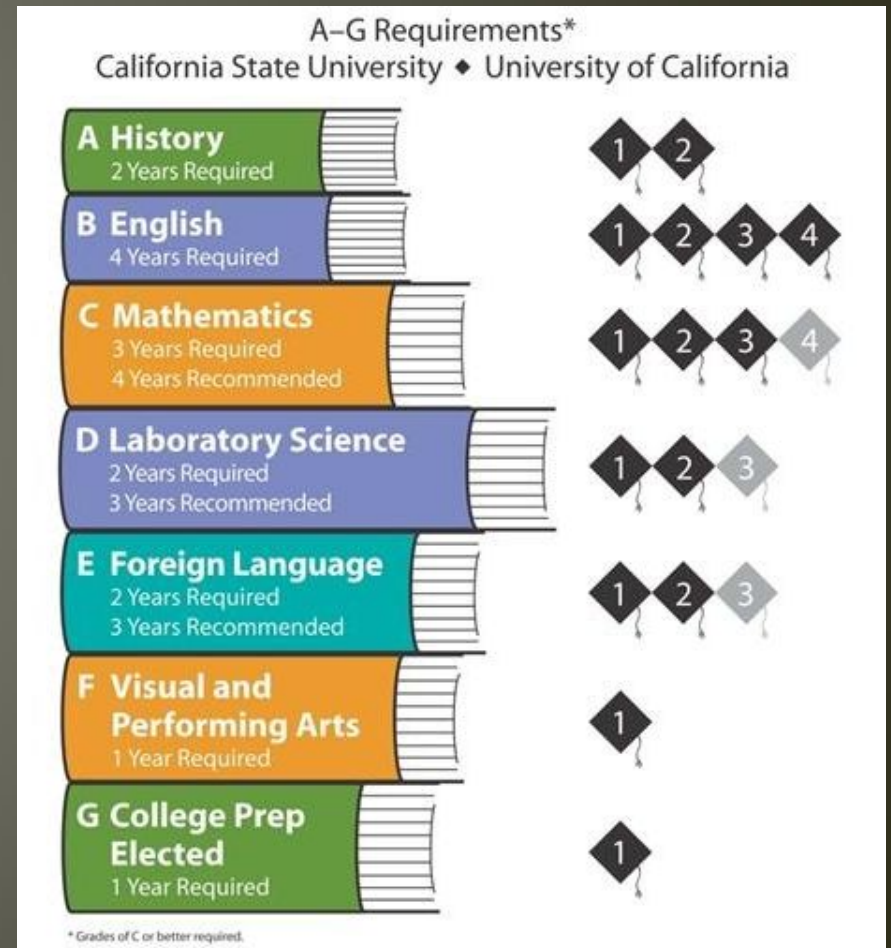 A–G Requirements*
California State University ◆ University of California
A History
2 Years Required
1 2
B English
4 Years Required
1 2 3 4
C Mathematics
3 Years Required
4 Years Recommended
1 2 3 4
D Laboratory Science
2 Years Required
3 Years Recommended
1 2 3
E Foreign Language
2 Years Required
3 Years Recommended
1 2 3
F Visual and
Performing Arts
1 Year Required
1
G College Prep
Elected
1 Year Required
1
* Grades of C or better required.